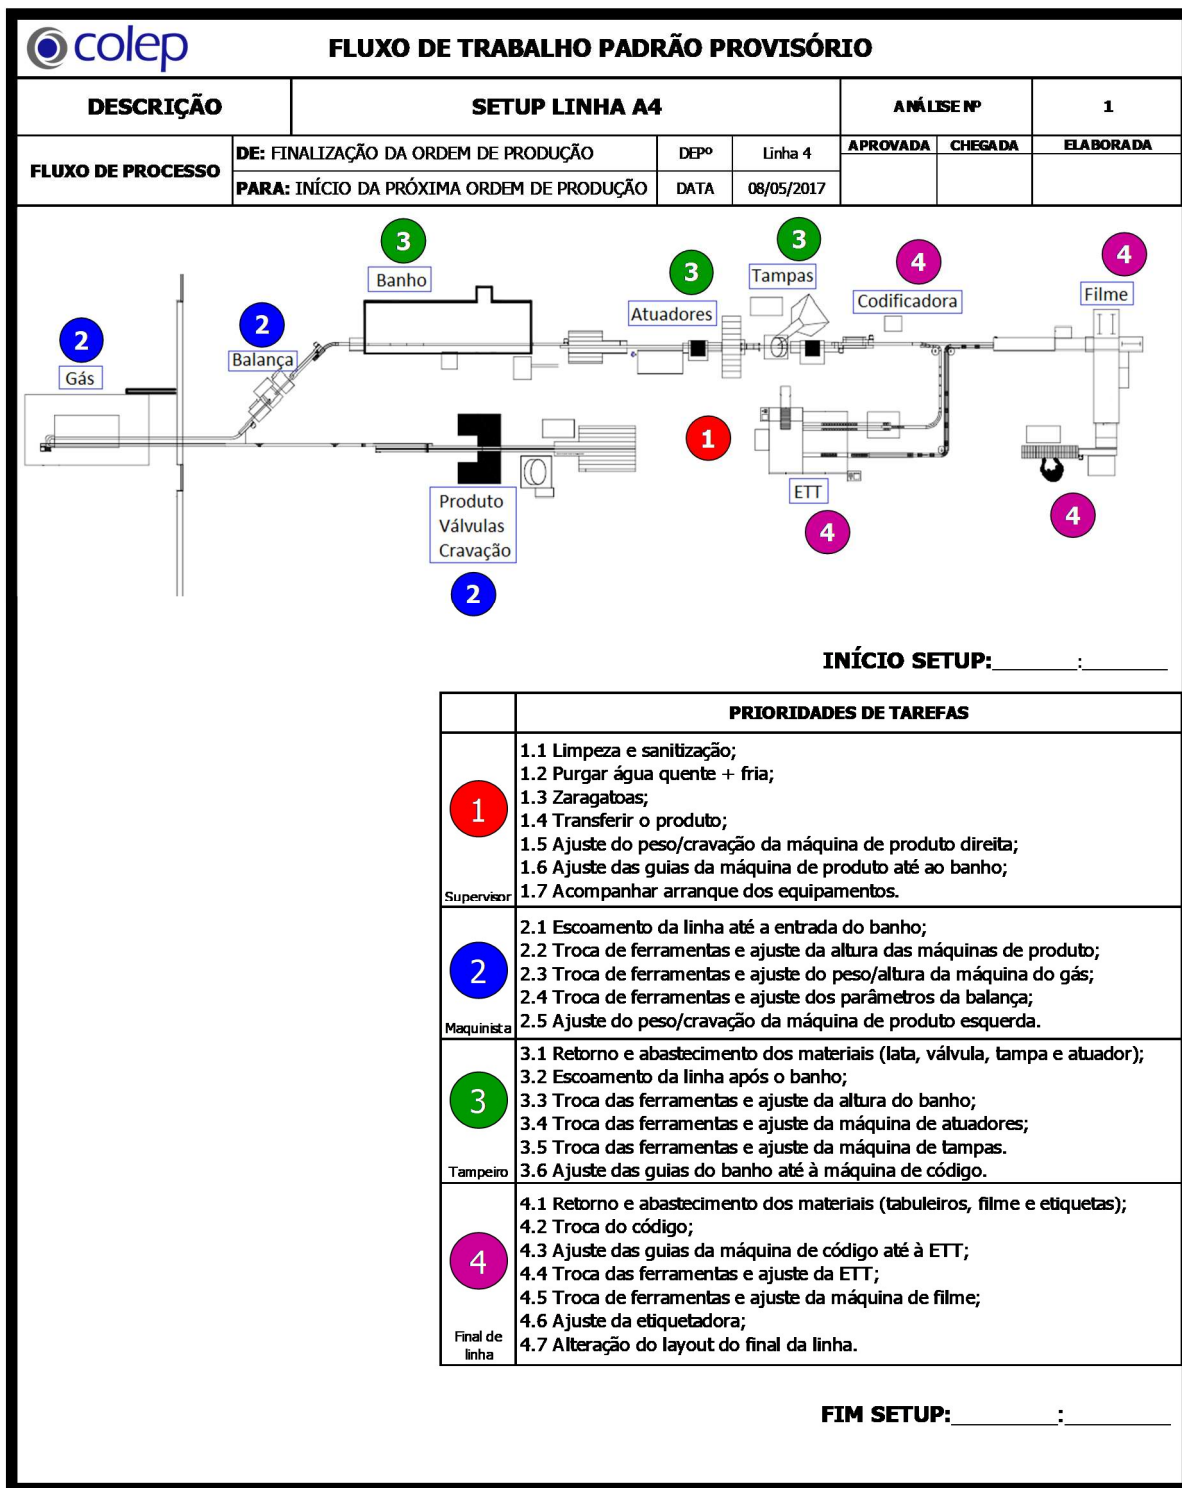 colep
FLUXO DE TRABALHO PADRÃO PROVISÓRIO
DESCRIÇÃO
SETUP LINHA A4
ANÁLISE Nº
1
FLUXO DE PROCESSO
DE: FINALIZAÇÃO DA ORDEM DE PRODUÇÃO
DEPº
Linha 4
APROVADA
CHEGADA
ELABORADA
PARA: INÍCIO DA PRÓXIMA ORDEM DE PRODUÇÃO
DATA
08/05/2017
3
Banho
3
Tampas
4
Codificadora
4
Filme
3
Atuadores
2
Balança
2
Gás
1
ETT
4
4
Produto
Válvulas
Cravação
2
INÍCIO SETUP:_______:_______
PRIORIDADES DE TAREFAS
1
Supervisor
1.1 Limpeza e sanitização;
1.2 Purgar água quente + fria;
1.3 Zaragatoas;
1.4 Transferir o produto;
1.5 Ajuste do peso/cravação da máquina de produto direita;
1.6 Ajuste das guias da máquina de produto até ao banho;
1.7 Acompanhar arranque dos equipamentos.
2
Maquinista
2.1 Escoamento da linha até a entrada do banho;
2.2 Troca de ferramentas e ajuste da altura das máquinas de produto;
2.3 Troca de ferramentas e ajuste do peso/altura da máquina do gás;
2.4 Troca de ferramentas e ajuste dos parâmetros da balança;
2.5 Ajuste do peso/cravação da máquina de produto esquerda.
3
Tampeiro
3.1 Retorno e abastecimento dos materiais (lata, válvula, tampa e atuador);
3.2 Escoamento da linha após o banho;
3.3 Troca das ferramentas e ajuste da altura do banho;
3.4 Troca das ferramentas e ajuste da máquina de atuadores;
3.5 Troca das ferramentas e ajuste da máquina de tampas.
3.6 Ajuste das guias do banho até à máquina de código.
4
Final de
linha
4.1 Retorno e abastecimento dos materiais (tabuleiros, filme e etiquetas);
4.2 Troca do código;
4.3 Ajuste das guias da máquina de código até à ETT;
4.4 Troca das ferramentas e ajuste da ETT;
4.5 Troca de ferramentas e ajuste da máquina de filme;
4.6 Ajuste da etiquetadora;
4.7 Alteração do layout do final da linha.
FIM SETUP:_________:_________